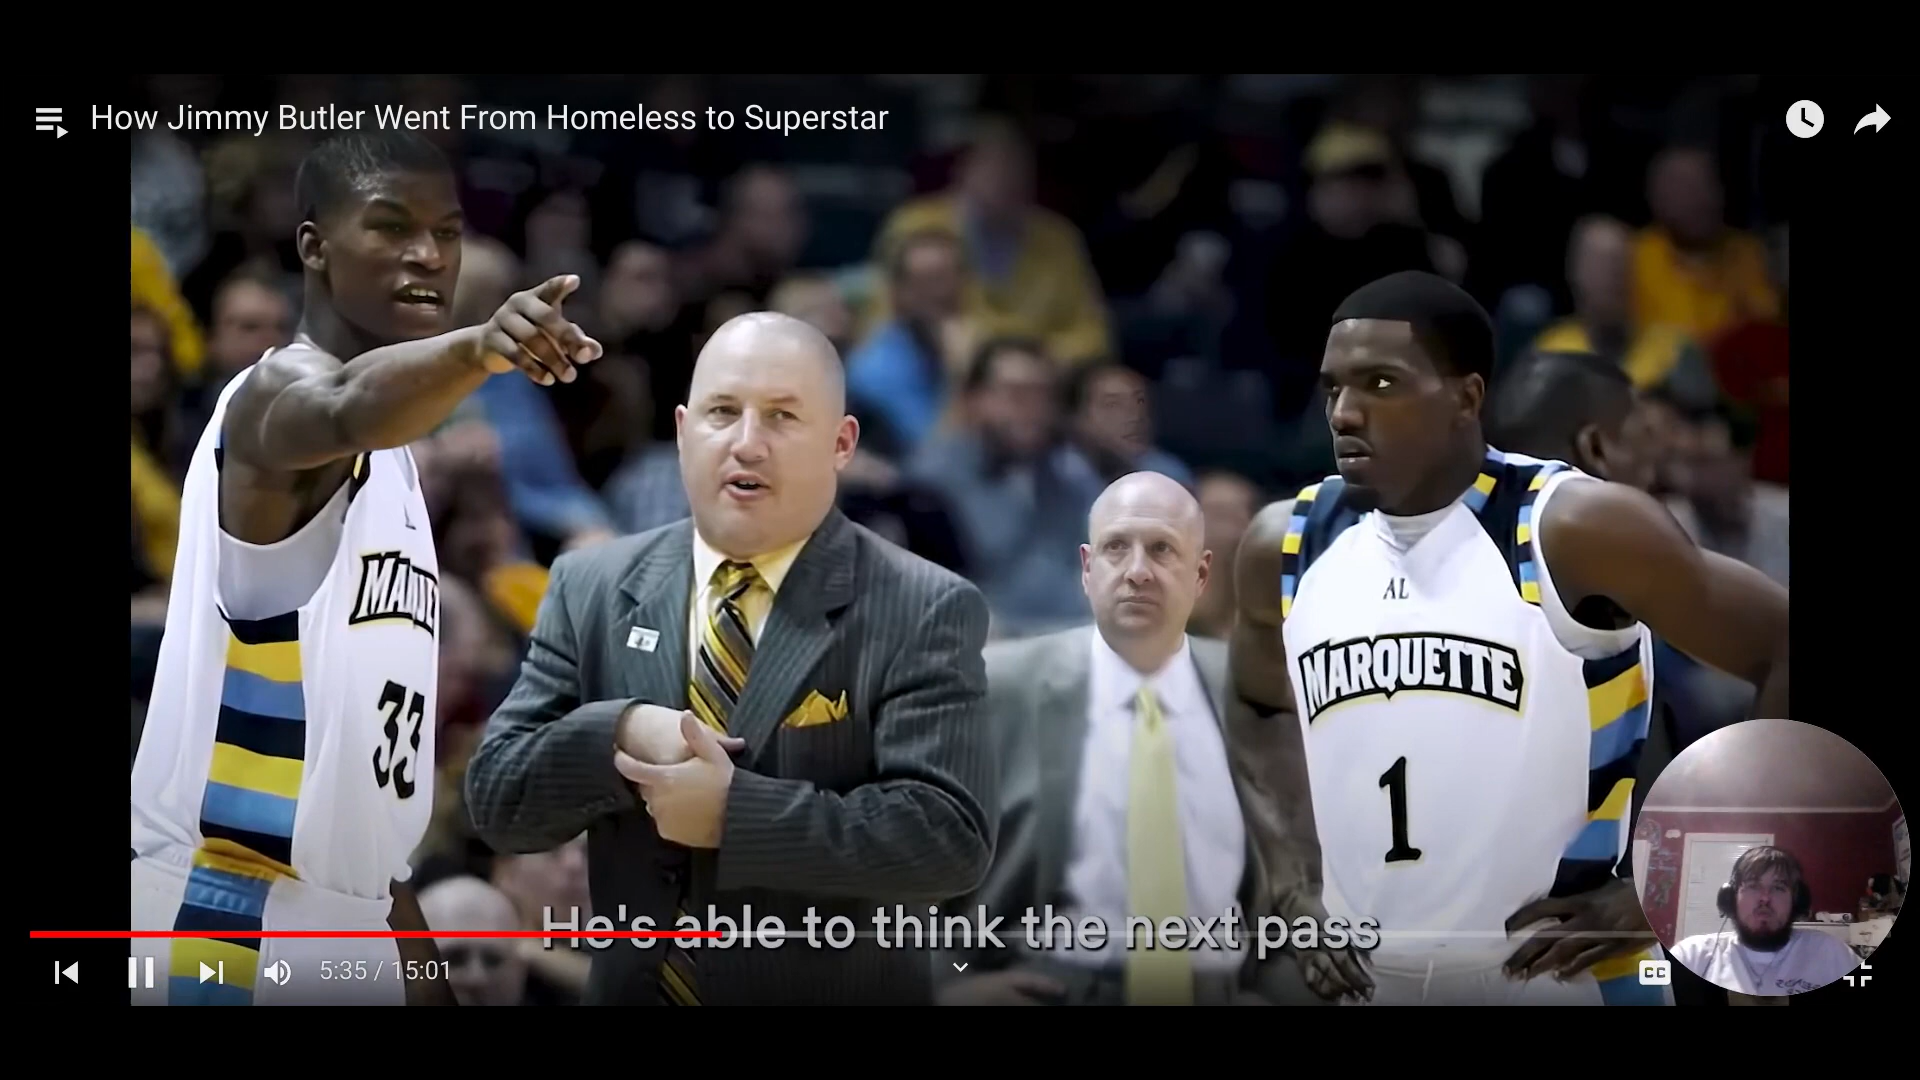 How Jimmy Butler Went From Homeless to Superstar
MARQUE
33
AL
MARQUETTE
1
He's able to think the next pass
5:35 / 15:01
CC